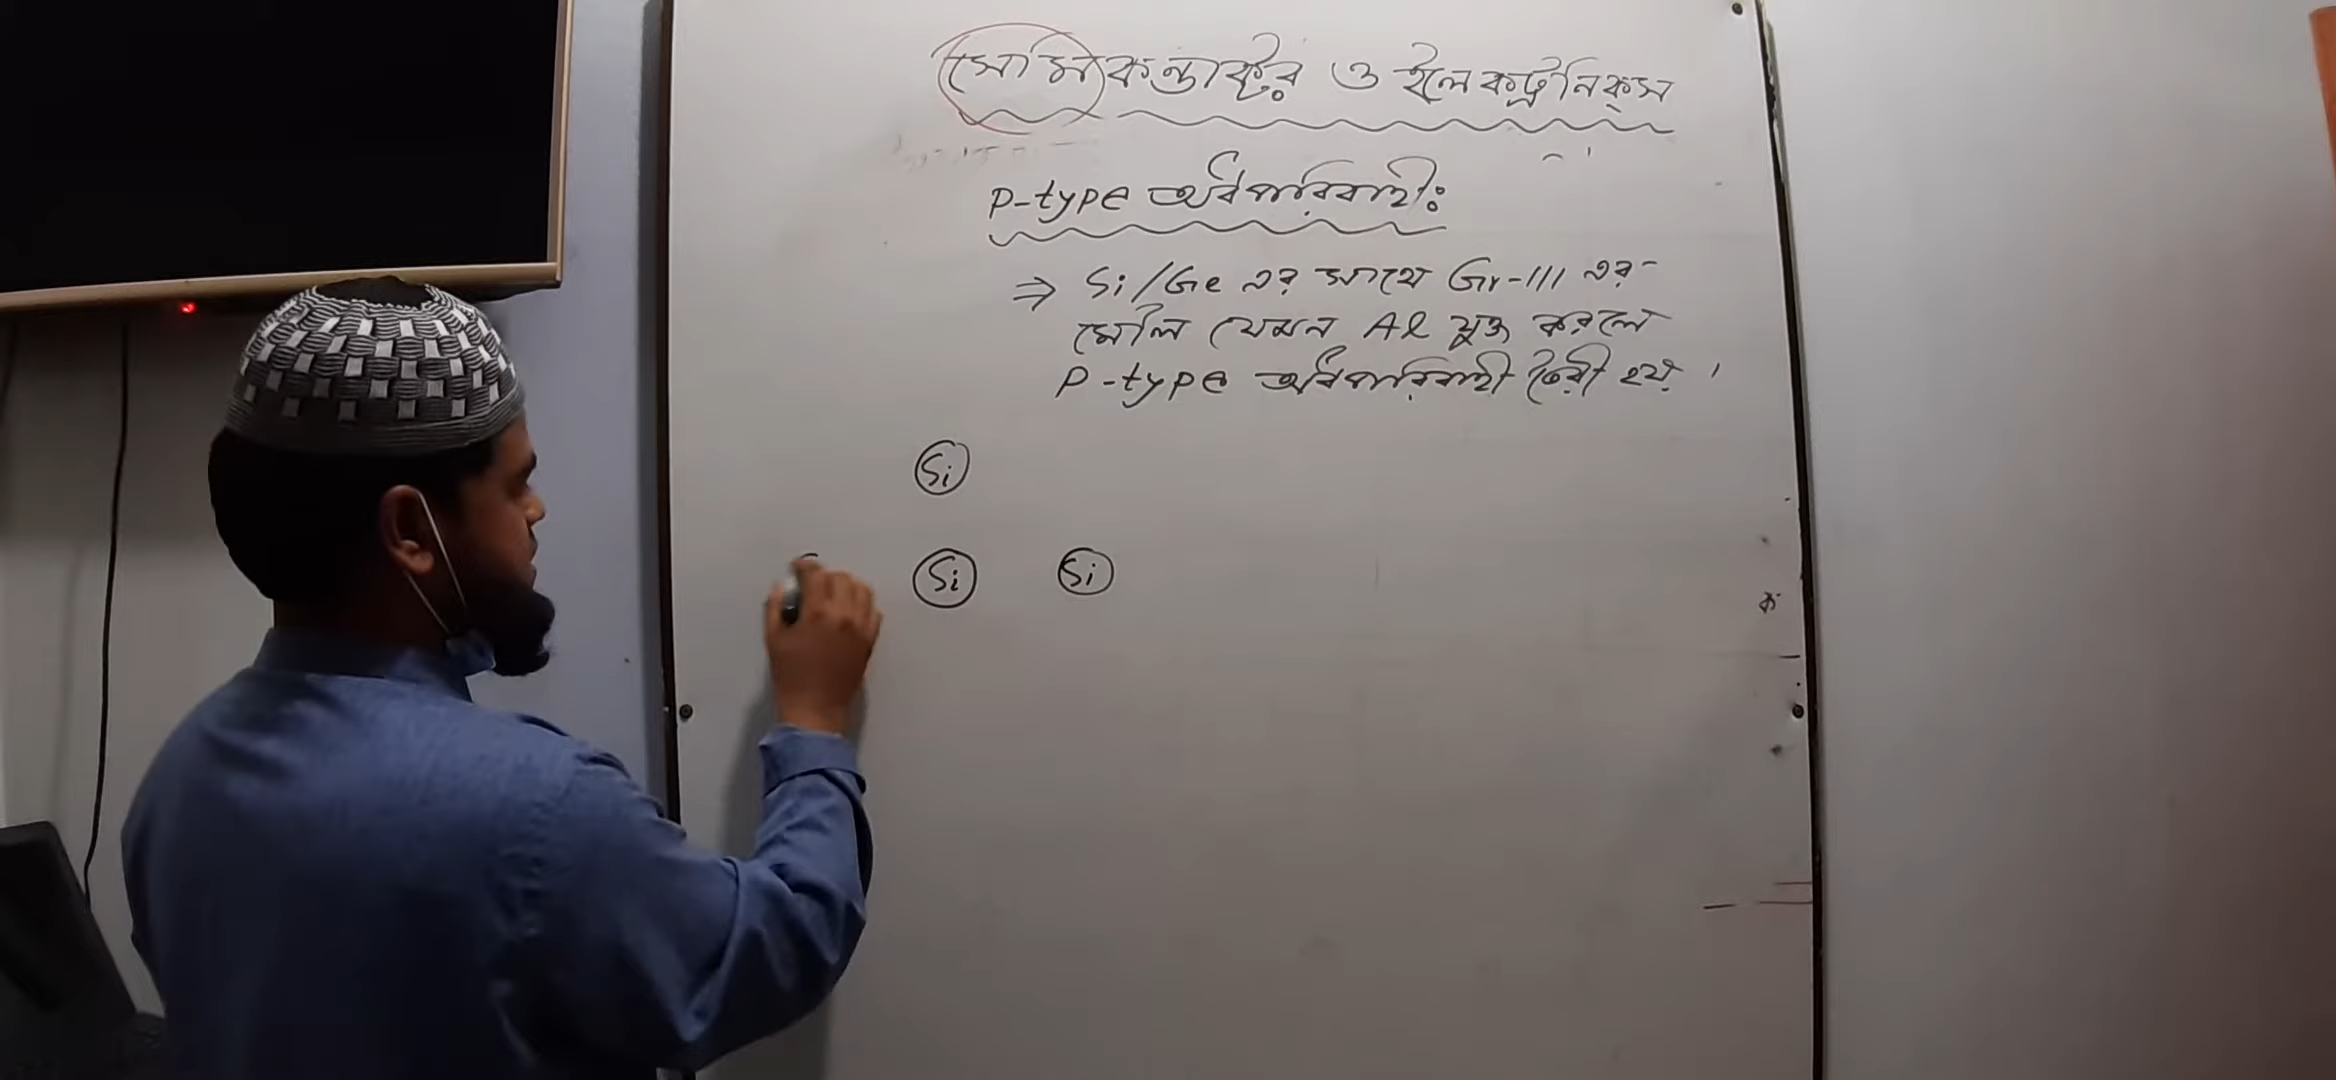 সেমিকন্ডাক্টর ও ইলেকট্রনিক্স
P-type অর্ধপরিবাহীঃ
⇒ Si/Ge এর সাথে Gr-III এর
মৌল যেমন Al যুক্ত করলে
P-type অর্ধপরিবাহী তৈরী হয়।
Si
Si Si
ক